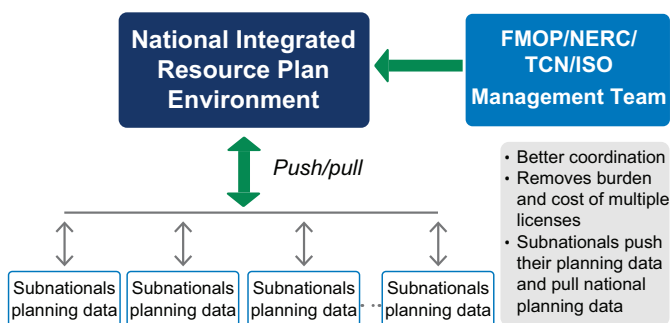 National Integrated
Resource Plan
Environment
FMOP/NERC/
TCN/ISO
Management Team
Push/pull
• Better coordination
• Removes burden
and cost of multiple
licenses
• Subnationals push
their planning data
and pull national
planning data
Subnationals
planning data
Subnationals
planning data
Subnationals
planning data
...
Subnationals
planning data